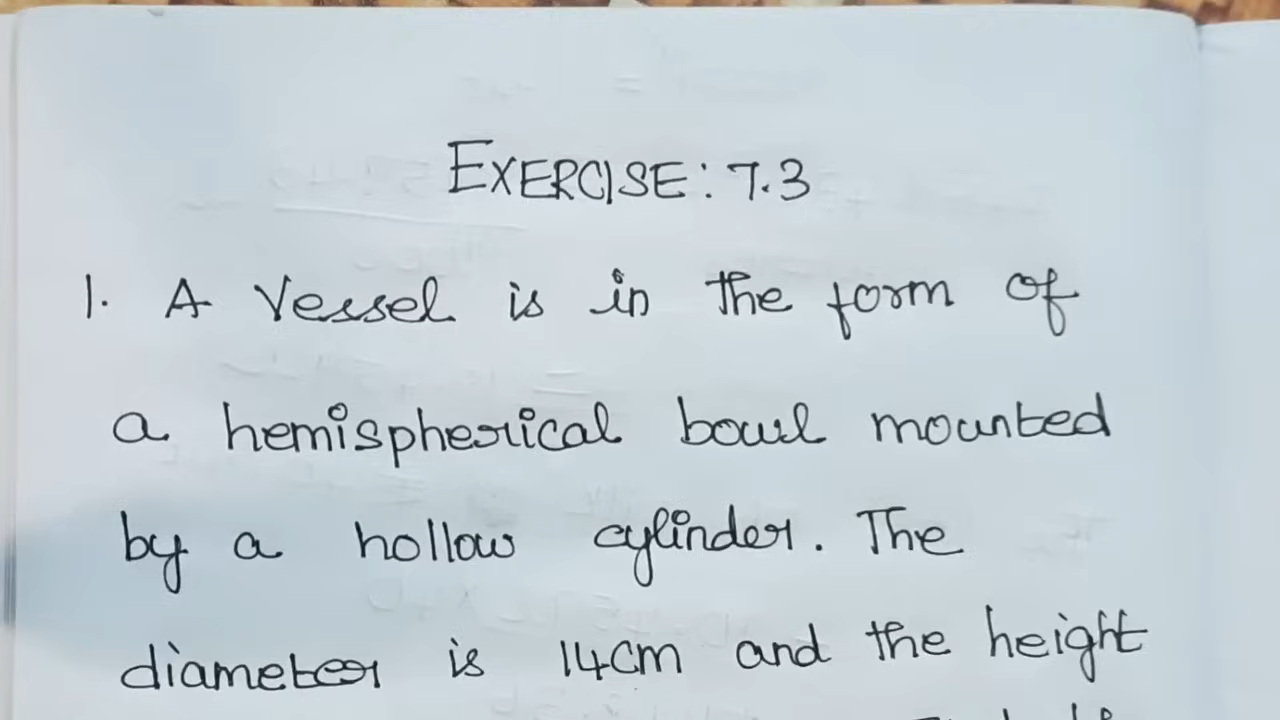 EXERCISE: 7.3
1. A Vessel is in the form of
a hemispherical bowl mounted
by a hollow cylinder. The
diameter is 14cm and the height